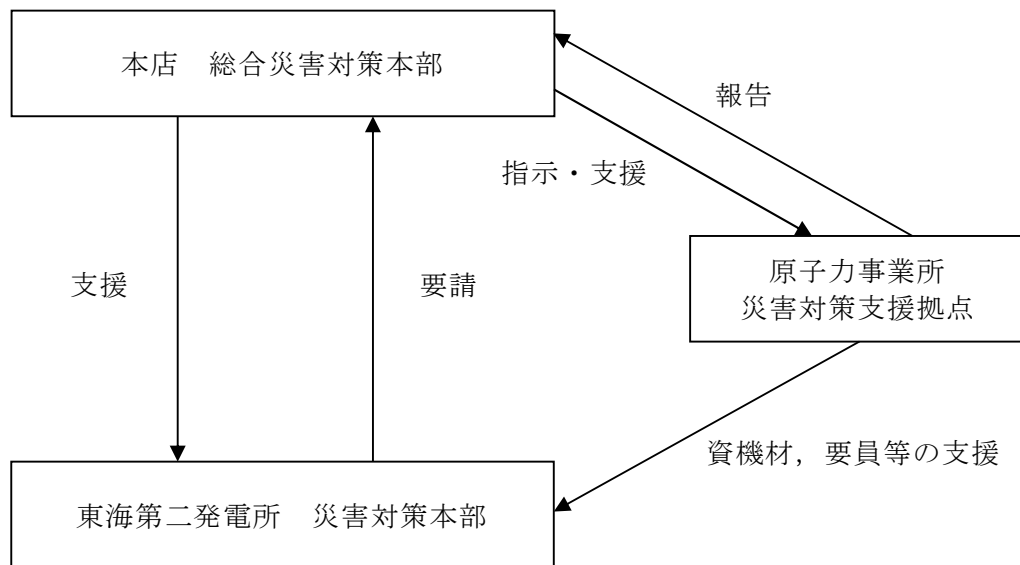 本店　総合災害対策本部
報告
指示・支援
原子力事業所
災害対策支援拠点
支援
要請
資機材，要員等の支援
東海第二発電所　災害対策本部